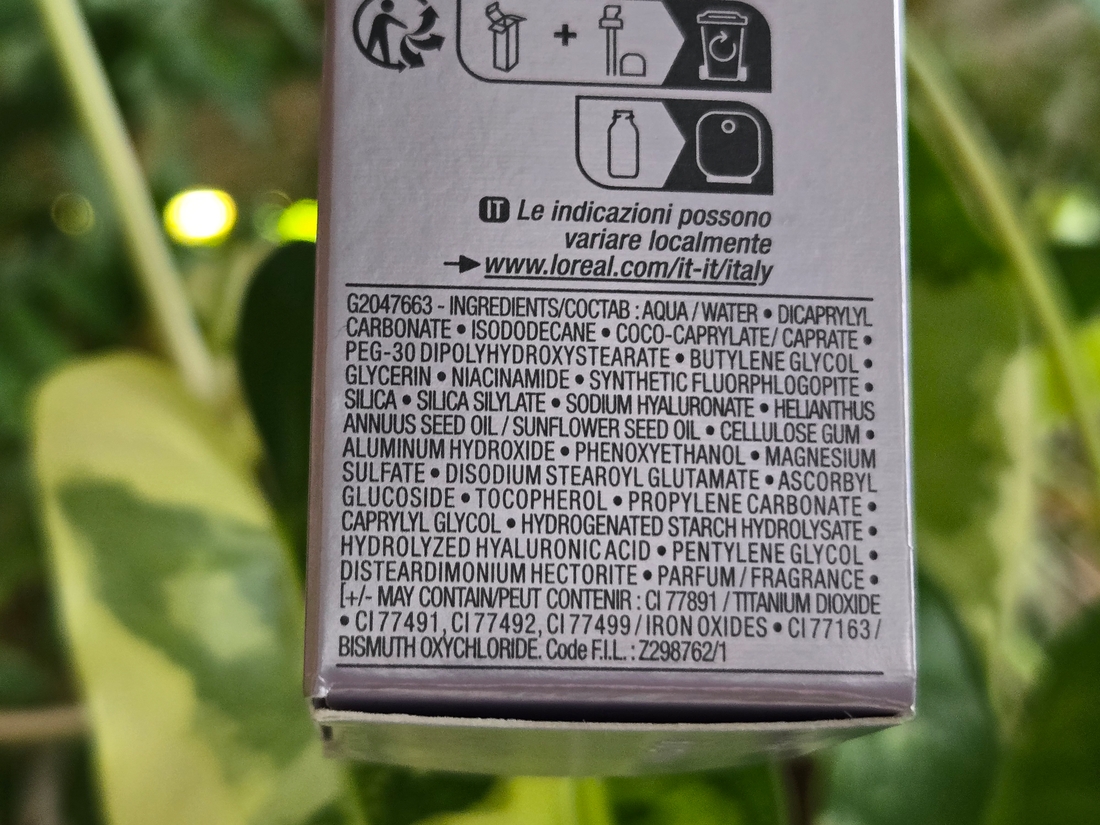 IT Le indicazioni possono
variare localmente
www.loreal.com/it-it/italy
G2047663 - INGREDIENTS/СОСТАВ : AQUA / WATER • DICAPRYLYL
CARBONATE • ISODODECANE • COCO-CAPRYLATE / CAPRATE •
PEG-30 DIPOLYHYDROXYSTEARATE • BUTYLENE GLYCOL •
GLYCERIN • NIACINAMIDE • SYNTHETIC FLUORPHLOGOPITE •
SILICA • SILICA SILYLATE • SODIUM HYALURONATE • HELIANTHUS
ANNUUS SEED OIL / SUNFLOWER SEED OIL • CELLULOSE GUM •
ALUMINUM HYDROXIDE • PHENOXYETHANOL • MAGNESIUM
SULFATE • DISODIUM STEAROYL GLUTAMATE • ASCORBYL
GLUCOSIDE • TOCOPHEROL • PROPYLENE CARBONATE •
CAPRYLYL GLYCOL • HYDROGENATED STARCH HYDROLYSATE •
HYDROLYZED HYALURONIC ACID • PENTYLENE GLYCOL •
DISTEARDIMONIUM HECTORITE • PARFUM / FRAGRANCE •
[+/- MAY CONTAIN/PEUT CONTENIR : CI 77891 / TITANIUM DIOXIDE
• CI 77491, CI 77492, CI 77499 / IRON OXIDES • CI 77163 /
BISMUTH OXYCHLORIDE. Code F.I.L. : Z298762/1